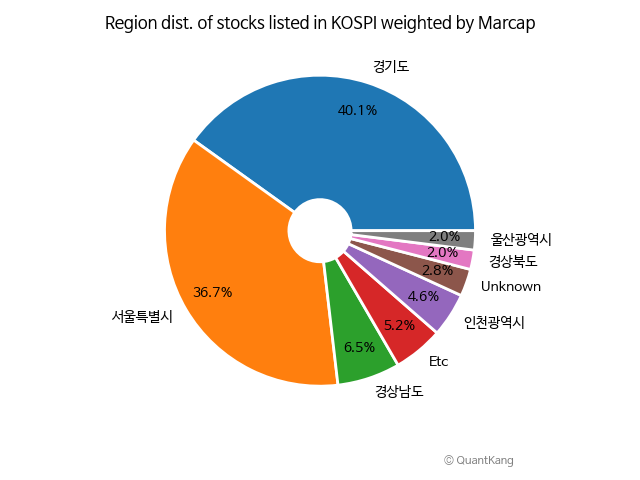 Region dist. of stocks listed in KOSPI weighted by Marcap
경기도
40.1%
36.7%
서울특별시
6.5%
경상남도
5.2%
Etc
4.6%
인천광역시
2.8%
Unknown
2.0%
경상북도
2.0%
울산광역시
© QuantKang